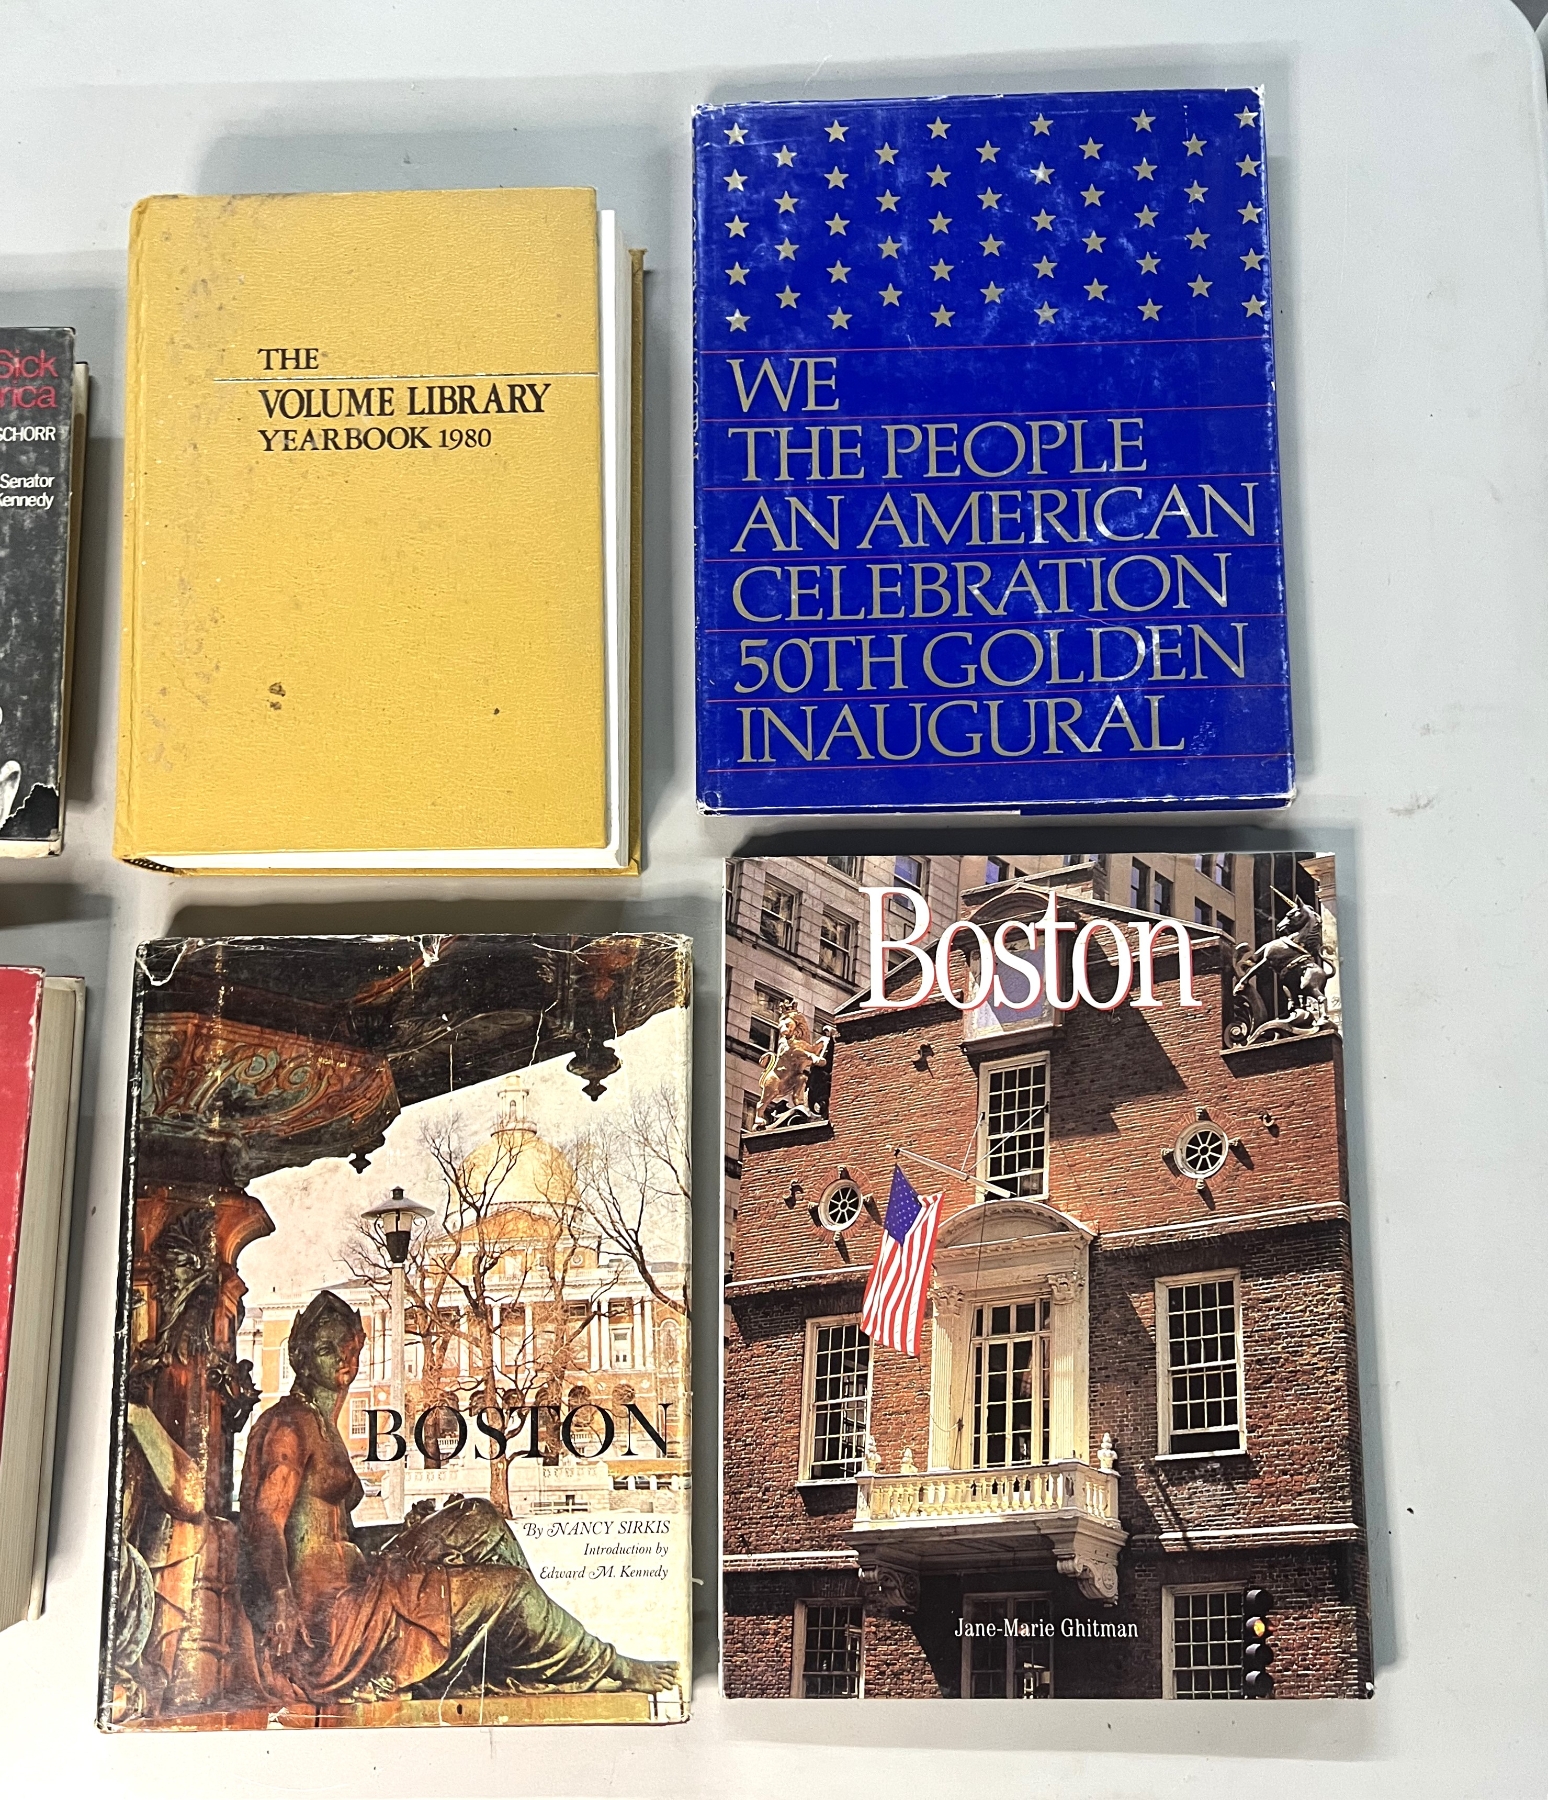 Sick
SCHORR
Senator
Kennedy
THE
VOLUME LIBRARY
YEARBOOK 1980
WE
THE PEOPLE
AN AMERICAN
CELEBRATION
50TH GOLDEN
INAUGURAL
BOSTON
By NANCY SIRKIS
Introduction by
Edward M. Kennedy
Boston
Jane-Marie Ghitman